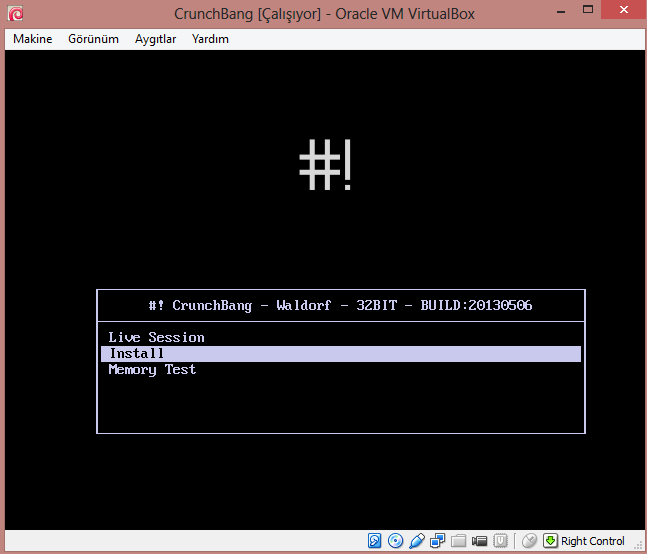 CrunchBang [Çalışıyor] - Oracle VM VirtualBox
Makine Görünüm Aygıtlar Yardım
#!
#! CrunchBang - Waldorf - 32BIT - BUILD:20130506
Live Session
Install
Memory Test
Right Control